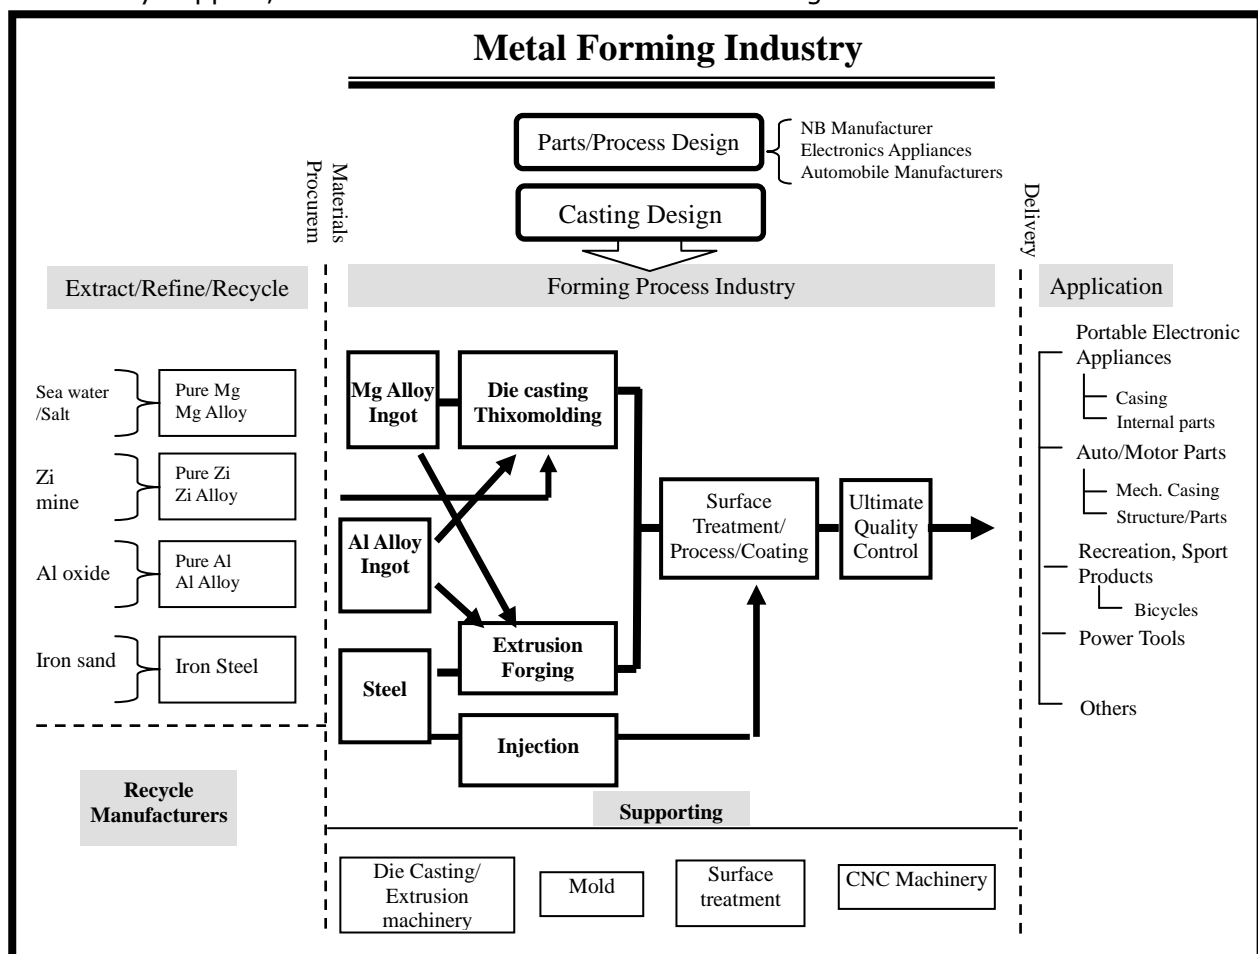 Metal Forming Industry
Parts/Process Design
NB Manufacturer
Electronics Appliances
Automobile Manufacturers
Casting Design
Materials
Procurem
Delivery
Extract/Refine/Recycle
Forming Process Industry
Application
Sea water
/Salt
Pure Mg
Mg Alloy
Zi
mine
Pure Zi
Zi Alloy
Al oxide
Pure Al
Al Alloy
Iron sand
Iron Steel
Recycle
Manufacturers
Mg Alloy
Ingot
Die casting
Thixomolding
Al Alloy
Ingot
Extrusion
Forging
Steel
Injection
Surface
Treatment/
Process/Coating
Ultimate
Quality
Control
Portable Electronic
Appliances
Casing
Internal parts
Auto/Motor Parts
Mech. Casing
Structure/Parts
Recreation, Sport
Products
Bicycles
Power Tools
Others
Supporting
Die Casting/
Extrusion
machinery
Mold
Surface
treatment
CNC Machinery